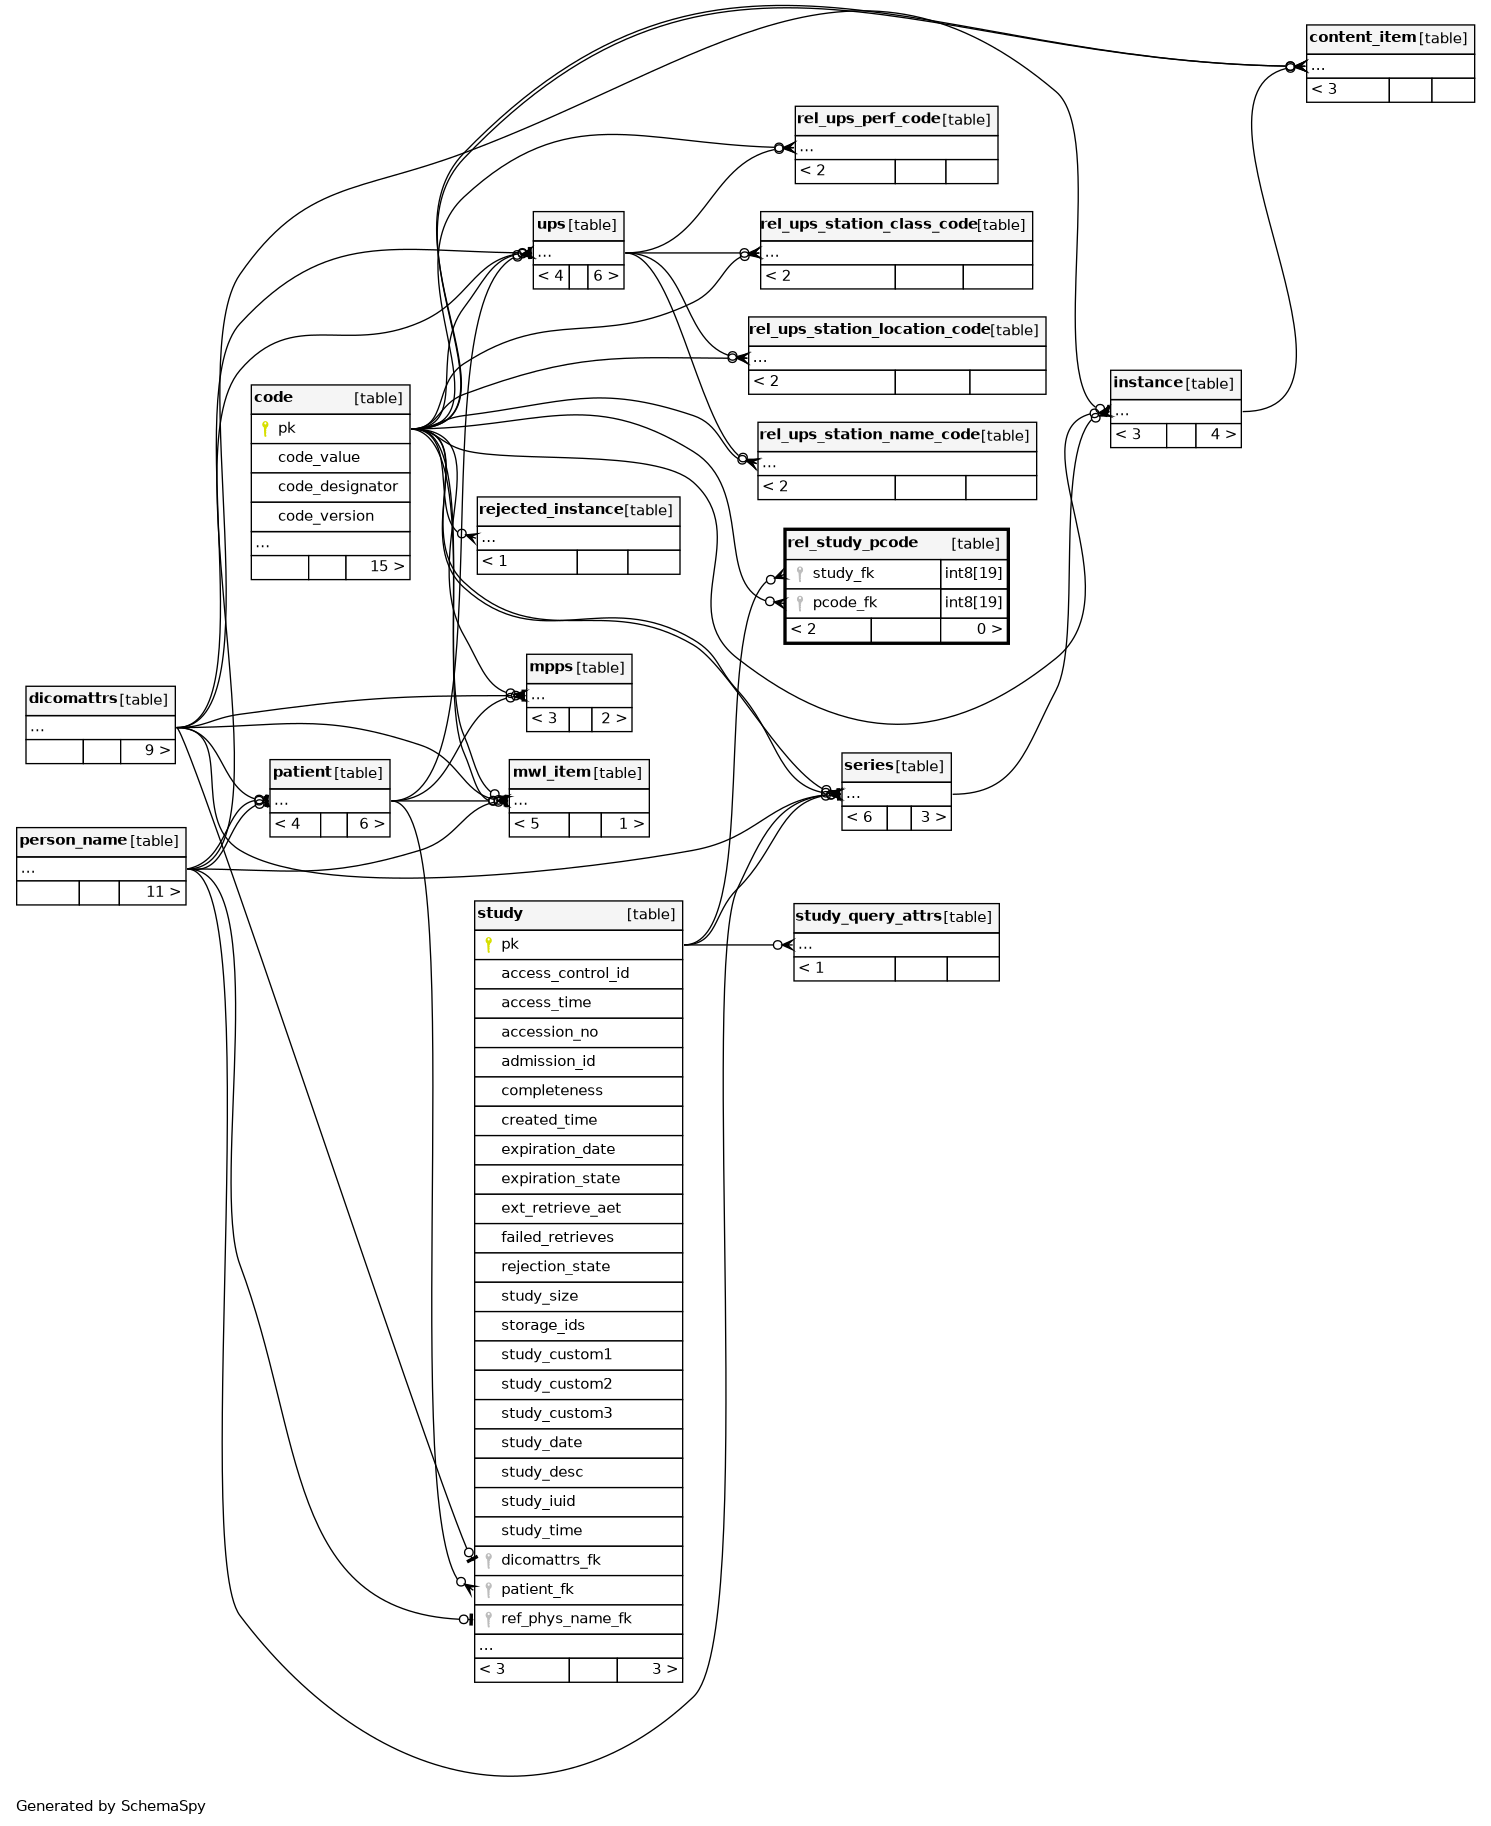 content_item [table]
...
< 3
rel_ups_perf_code [table]
...
< 2
ups [table]
...
< 4 6 >
rel_ups_station_class_code [table]
...
< 2
rel_ups_station_location_code [table]
...
< 2
instance [table]
...
< 3 4 >
code [table]
pk
code_value
code_designator
code_version
...
15 >
rel_ups_station_name_code [table]
...
< 2
rejected_instance [table]
...
< 1
rel_study_pcode [table]
study_fk int8[19]
pcode_fk int8[19]
< 2 0 >
mpps [table]
...
< 3 2 >
dicomattrs [table]
...
9 >
patient [table]
...
< 4 6 >
mwl_item [table]
...
< 5 1 >
series [table]
...
< 6 3 >
person_name [table]
...
11 >
study [table]
pk
access_control_id
access_time
accession_no
admission_id
completeness
created_time
expiration_date
expiration_state
ext_retrieve_aet
failed_retrieves
rejection_state
study_size
storage_ids
study_custom1
study_custom2
study_custom3
study_date
study_desc
study_iuid
study_time
dicomattrs_fk
patient_fk
ref_phys_name_fk
...
< 3 3 >
study_query_attrs [table]
...
< 1
Generated by SchemaSpy